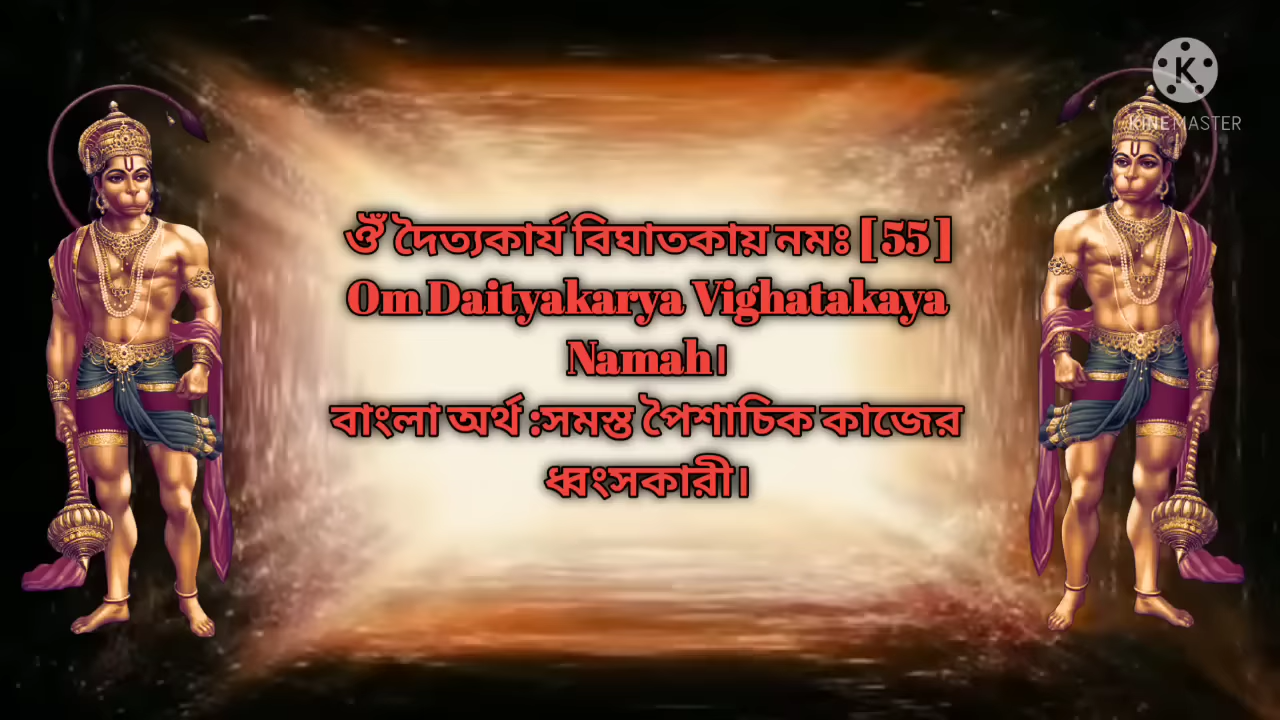 KINEMASTER
ওঁ দৈত্যকার্য বিঘাতকায় নমঃ [ 55 ]
Om Daityakarya Vighatakaya
Namah।
বাংলা অর্থ :সমস্ত পৈশাচিক কাজের
ধ্বংসকারী।